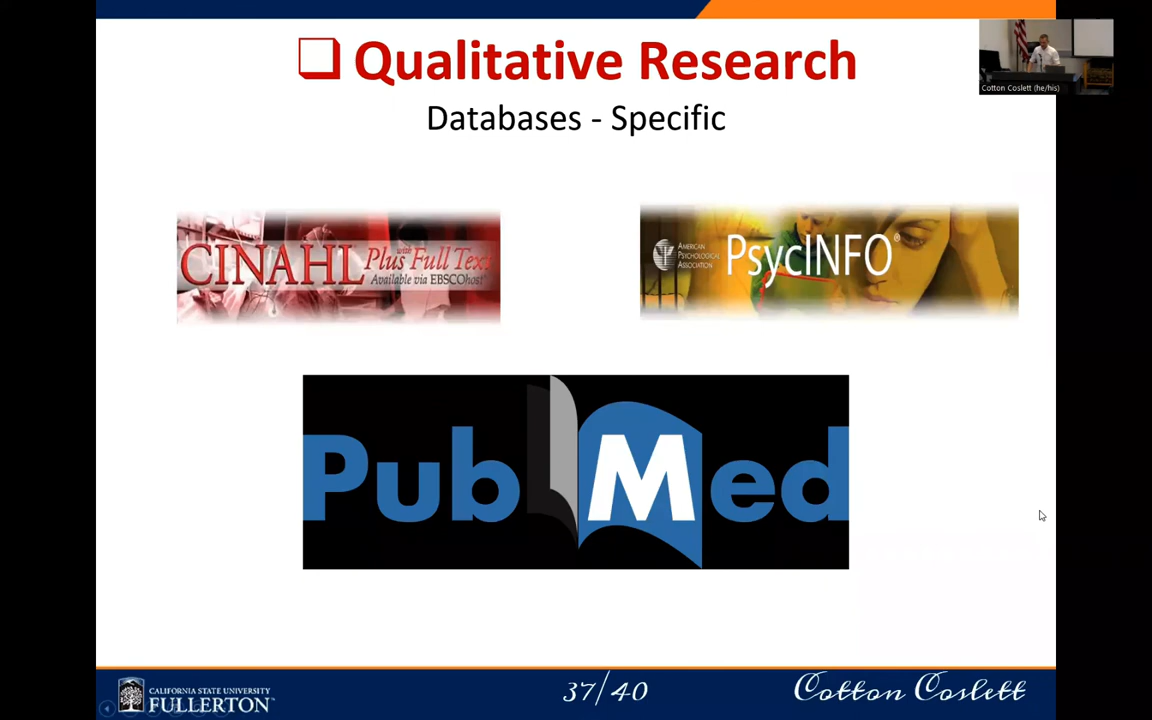 Qualitative Research
Databases - Specific
Cotton Coslett (he/his)
CINAHL with Plus Full Text
Available via EBSCOhost
AMERICAN
PSYCHOLOGICAL
ASSOCIATION
PsycINFO®
PubMed
CALIFORNIA STATE UNIVERSITY
FULLERTON™
37/40
Cotton Coslett